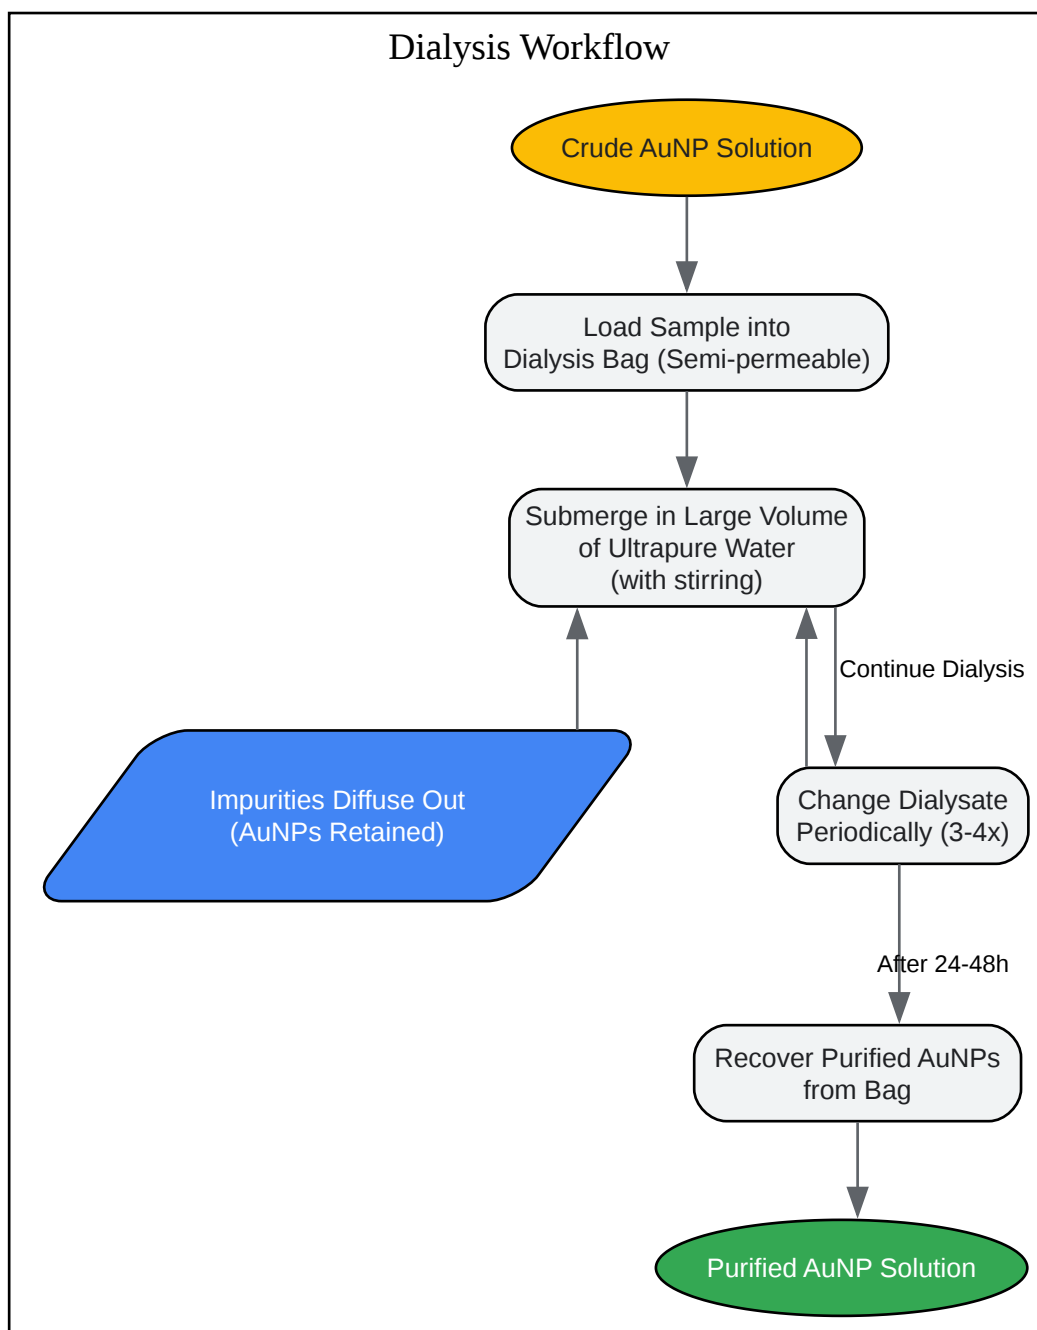 Dialysis Workflow
Crude AuNP Solution
Load Sample into
Dialysis Bag (Semi-permeable)
Submerge in Large Volume
of Ultrapure Water
(with stirring)
Continue Dialysis
Impurities Diffuse Out
(AuNPs Retained)
Change Dialysate
Periodically (3-4x)
After 24-48h
Recover Purified AuNPs
from Bag
Purified AuNP Solution